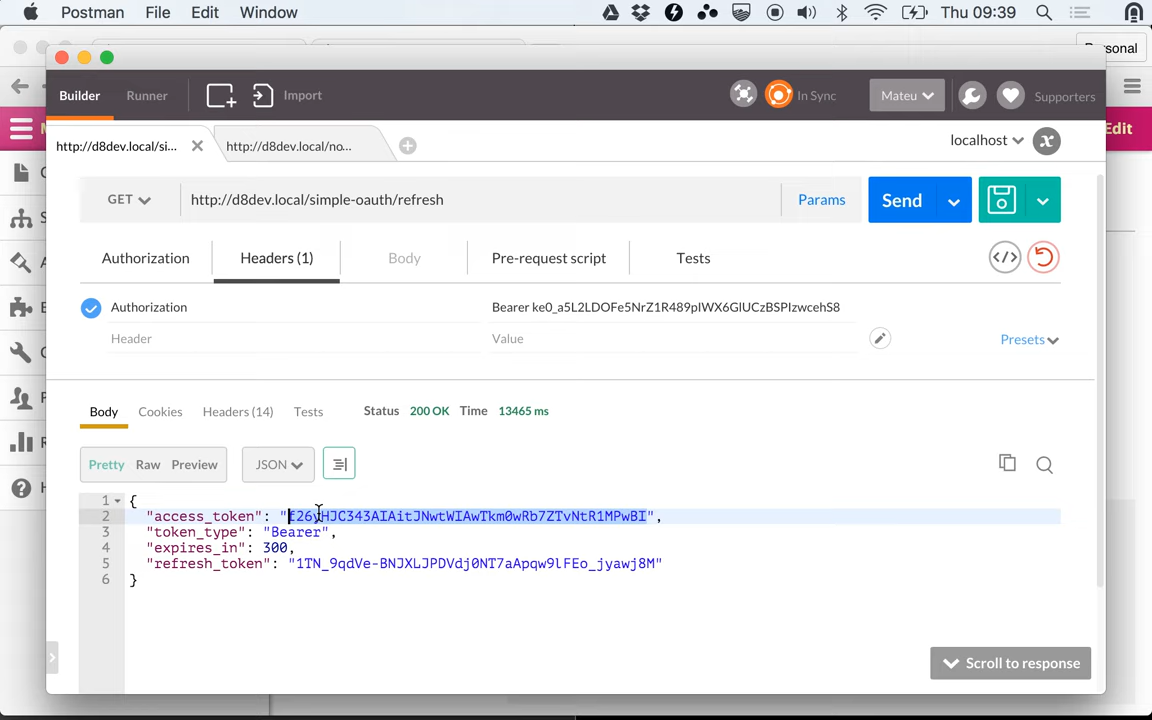 Postman File Edit Window Thu 09:39
Personal
Builder Runner Import In Sync Mateu Supporters
Edit
http://d8dev.local/si... http://d8dev.local/no... localhost
GET http://d8dev.local/simple-oauth/refresh Params Send
Authorization Headers (1) Body Pre-request script Tests
Authorization Bearer ke0_a5L2LDOFe5NrZ1R489pIWX6GlUCzBSPIzwcehS8
Header Value Presets
Body Cookies Headers (14) Tests Status 200 OK Time 13465 ms
Pretty Raw Preview JSON
1 {
2 "access_token": "f26yHJC343AIAitJNwtWIAwTkm0wRb7ZTvNtR1MPwBI",
3 "token_type": "Bearer",
4 "expires_in": 300,
5 "refresh_token": "1TN_9qdVe-BNJXLJPDVdj0NT7aApqw9lFEo_jyawj8M"
6 }
Scroll to response